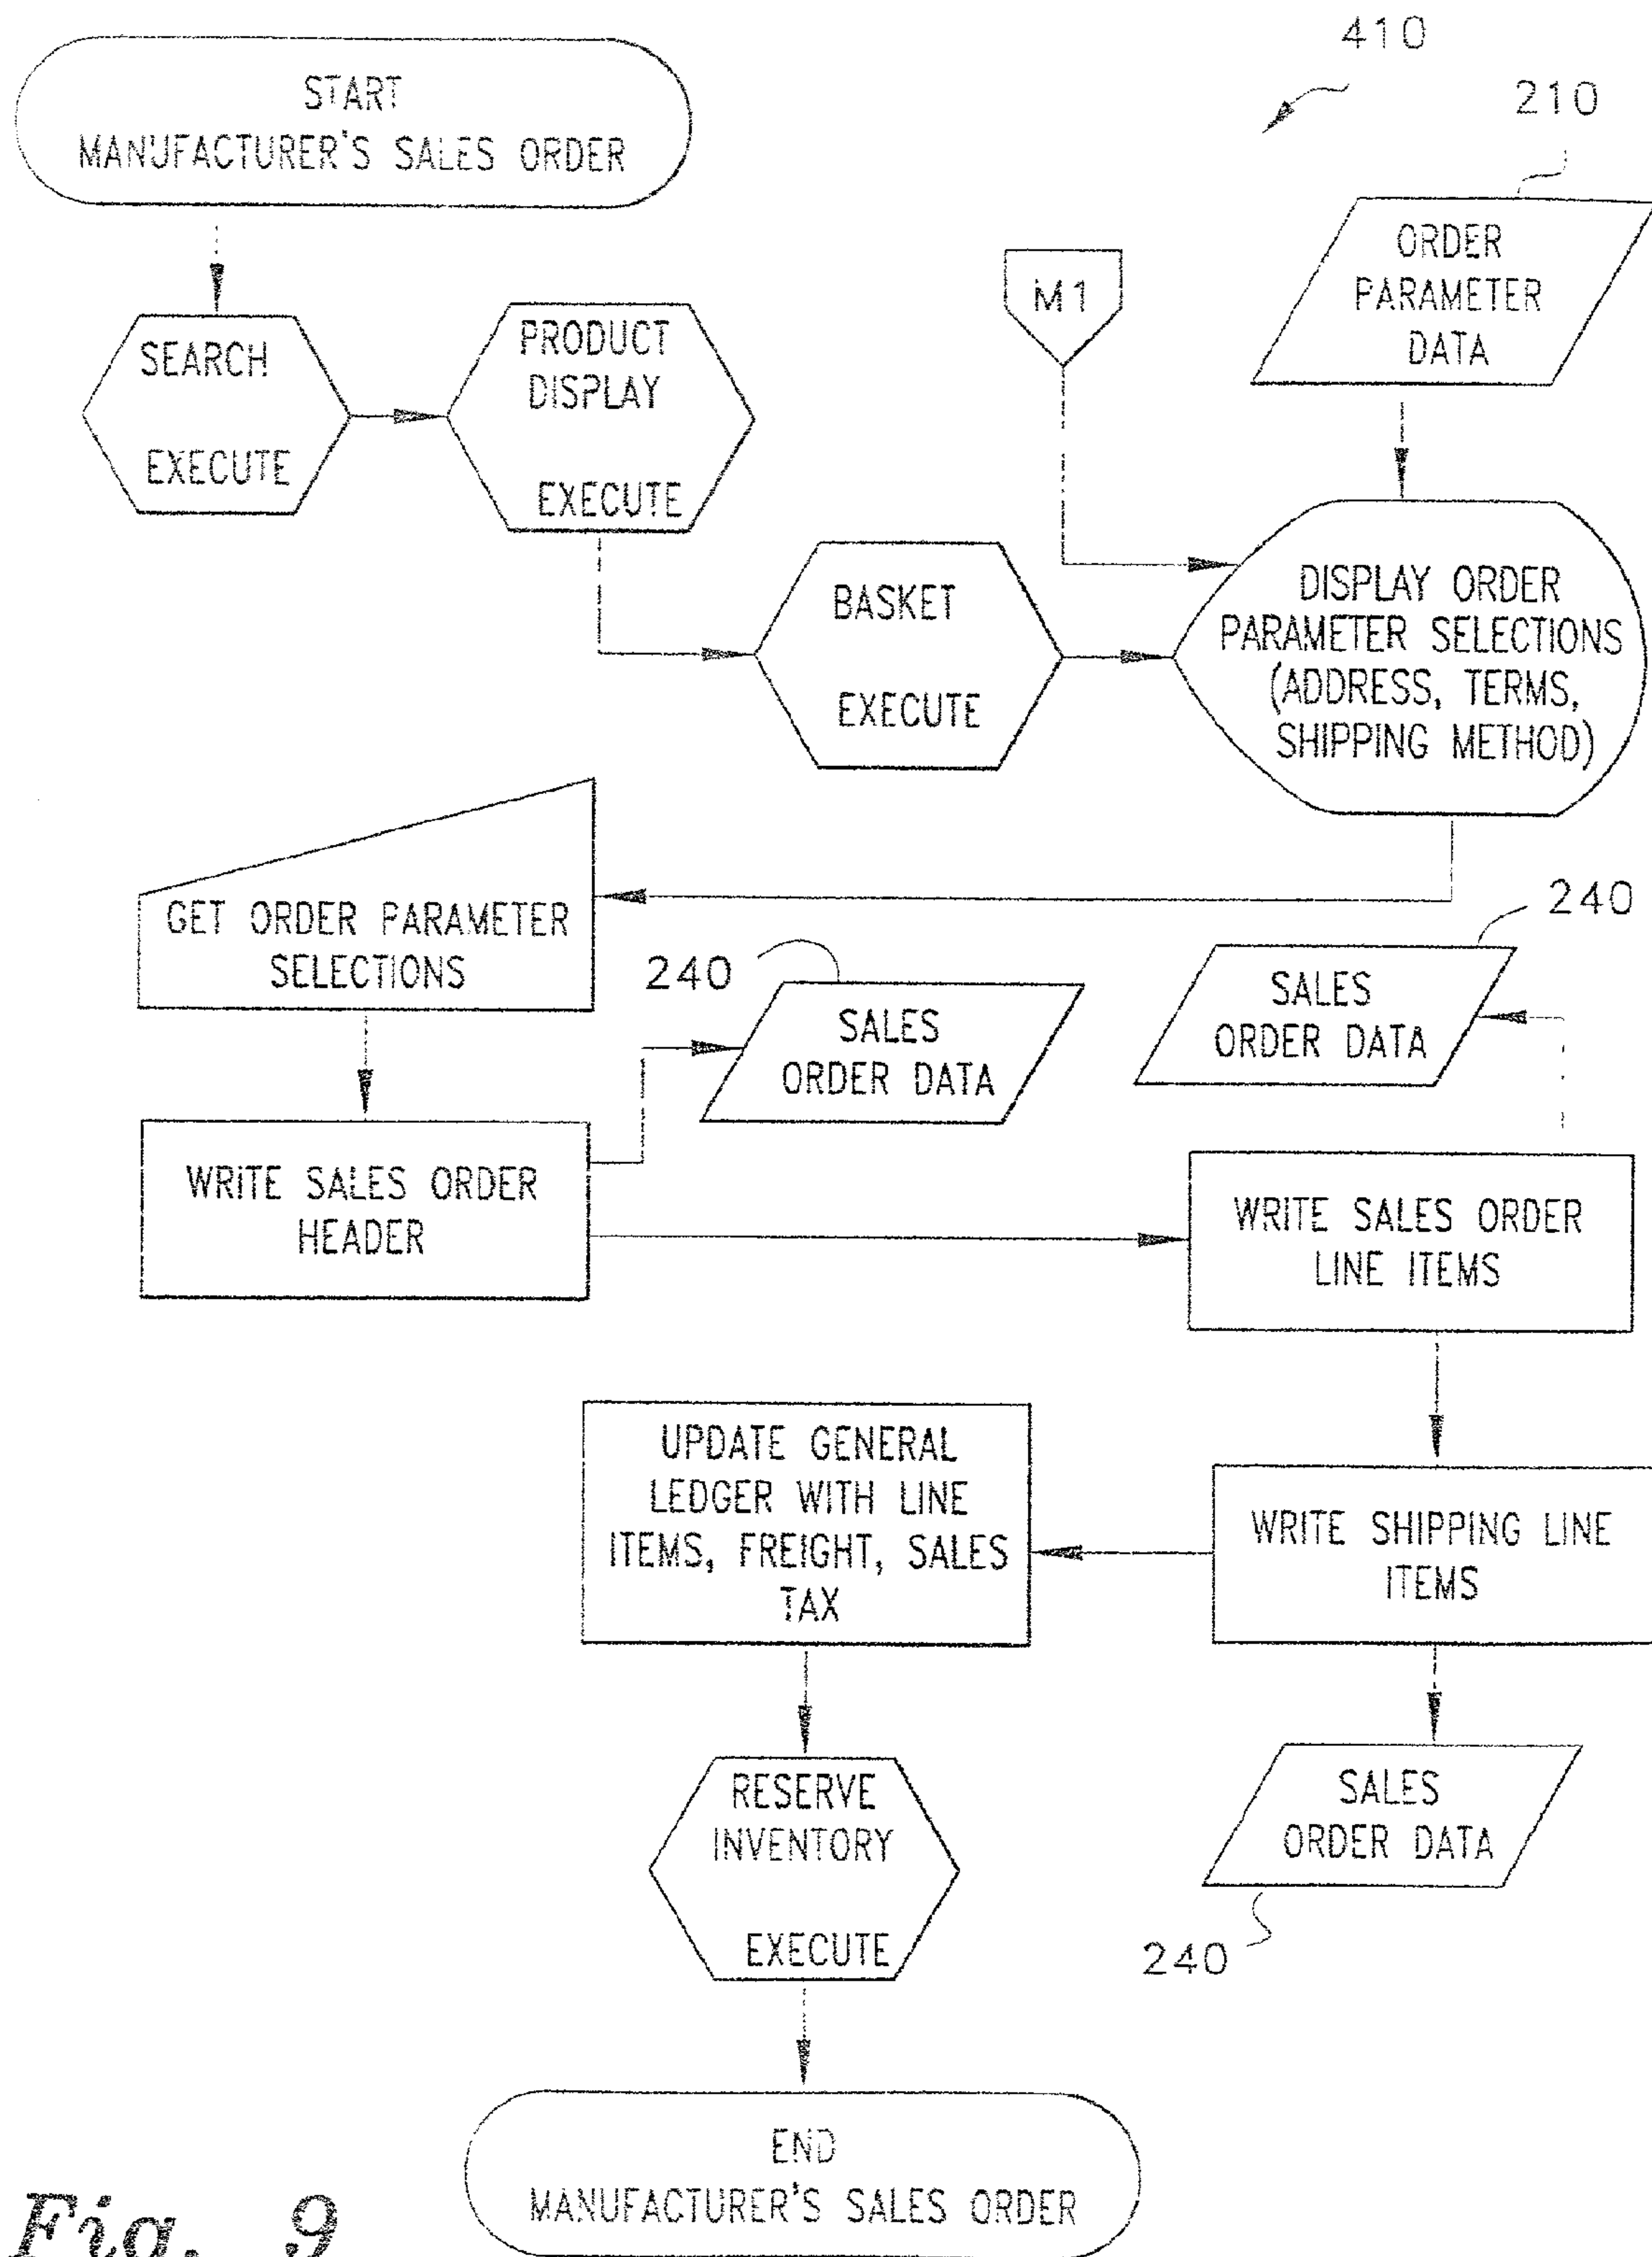 410
START
MANUFACTURER'S SALES ORDER
210
ORDER
PARAMETER
DATA
M1
SEARCH
EXECUTE
PRODUCT
DISPLAY
EXECUTE
BASKET
EXECUTE
DISPLAY ORDER
PARAMETER SELECTIONS
(ADDRESS, TERMS,
SHIPPING METHOD)
GET ORDER PARAMETER
SELECTIONS
240
SALES
ORDER DATA
240
SALES
ORDER DATA
WRITE SALES ORDER
HEADER
WRITE SALES ORDER
LINE ITEMS
UPDATE GENERAL
LEDGER WITH LINE
ITEMS, FREIGHT, SALES
TAX
WRITE SHIPPING LINE
ITEMS
RESERVE
INVENTORY
EXECUTE
SALES
ORDER DATA
240
END
MANUFACTURER'S SALES ORDER
Fig. 9